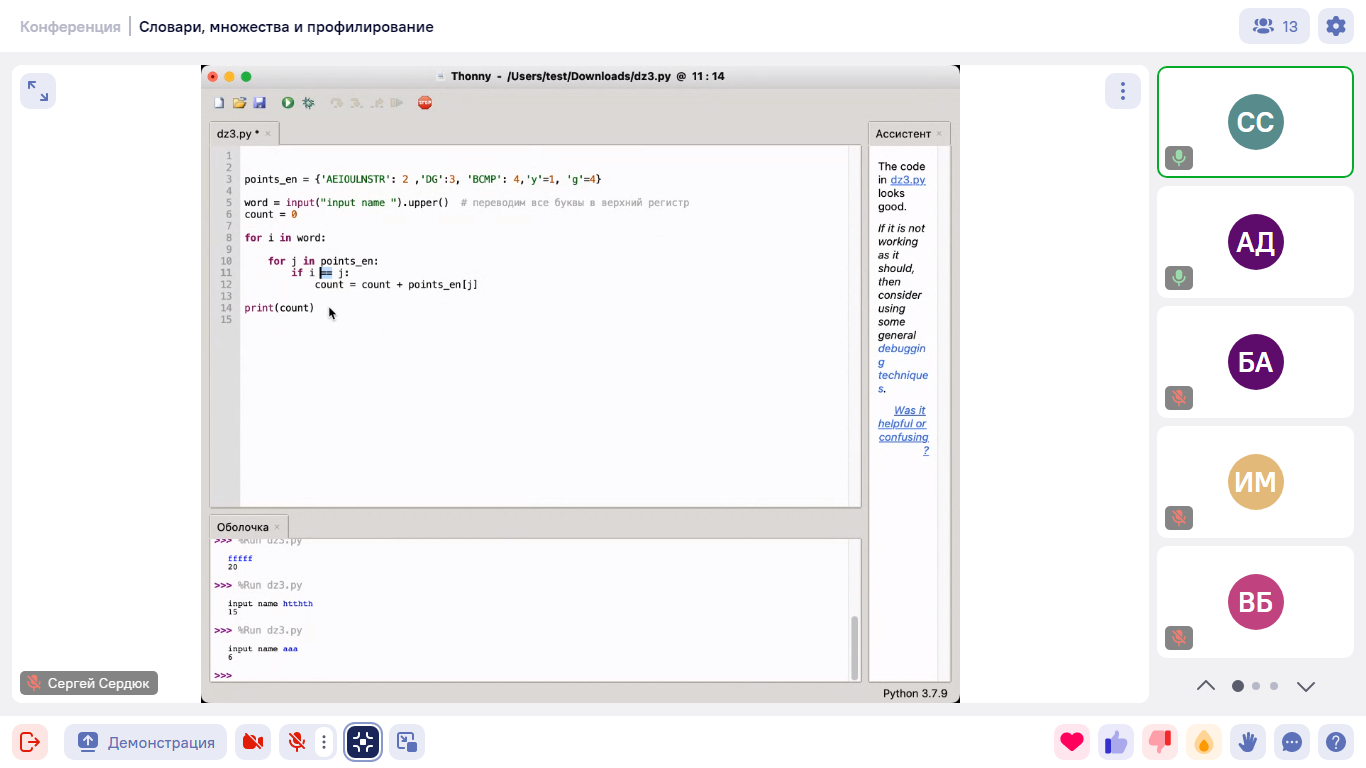 Конференция
Словари, множества и профилирование
13
Thonny - /Users/test/Downloads/dz3.py @ 11 : 14
STOP
dz3.py *
1
2
3 points_en = {'AEIOULNSTR': 2 ,'DG':3, 'BCMP': 4,'y'=1, 'g'=4}
4
5 word = input("input name ").upper() # переводим все буквы в верхний регистр
6 count = 0
7
8 for i in word:
9
10 for j in points_en:
11 if i == j:
12 count = count + points_en[j]
13
14 print(count)
15
Ассистент
The code
in dz3.py
looks
good.
If it is not
working
as it
should,
then
consider
using
some
general
debuggin
g
technique
s.
Was it
helpful or
confusing
?
Оболочка
>>> %Run dz3.py
fffff
20
>>> %Run dz3.py
input name htthth
15
>>> %Run dz3.py
input name aaa
6
>>>
Python 3.7.9
Сергей Сердюк
СС
АД
БА
ИМ
ВБ
Демонстрация